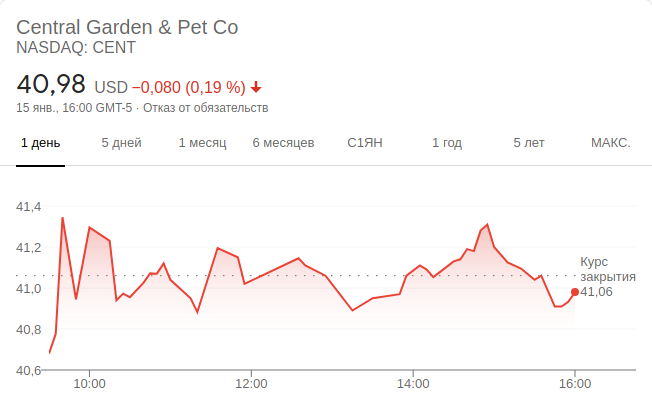 Central Garden & Pet Co
NASDAQ: CENT
40,98 USD −0,080 (0,19 %)
15 янв., 16:00 GMT-5 · Отказ от обязательств
1 день 5 дней 1 месяц 6 месяцев С1ЯН 1 год 5 лет МАКС.
41,4
41,2
41,0
40,8
40,6
Курс
закрытия
41,06
10:00 12:00 14:00 16:00